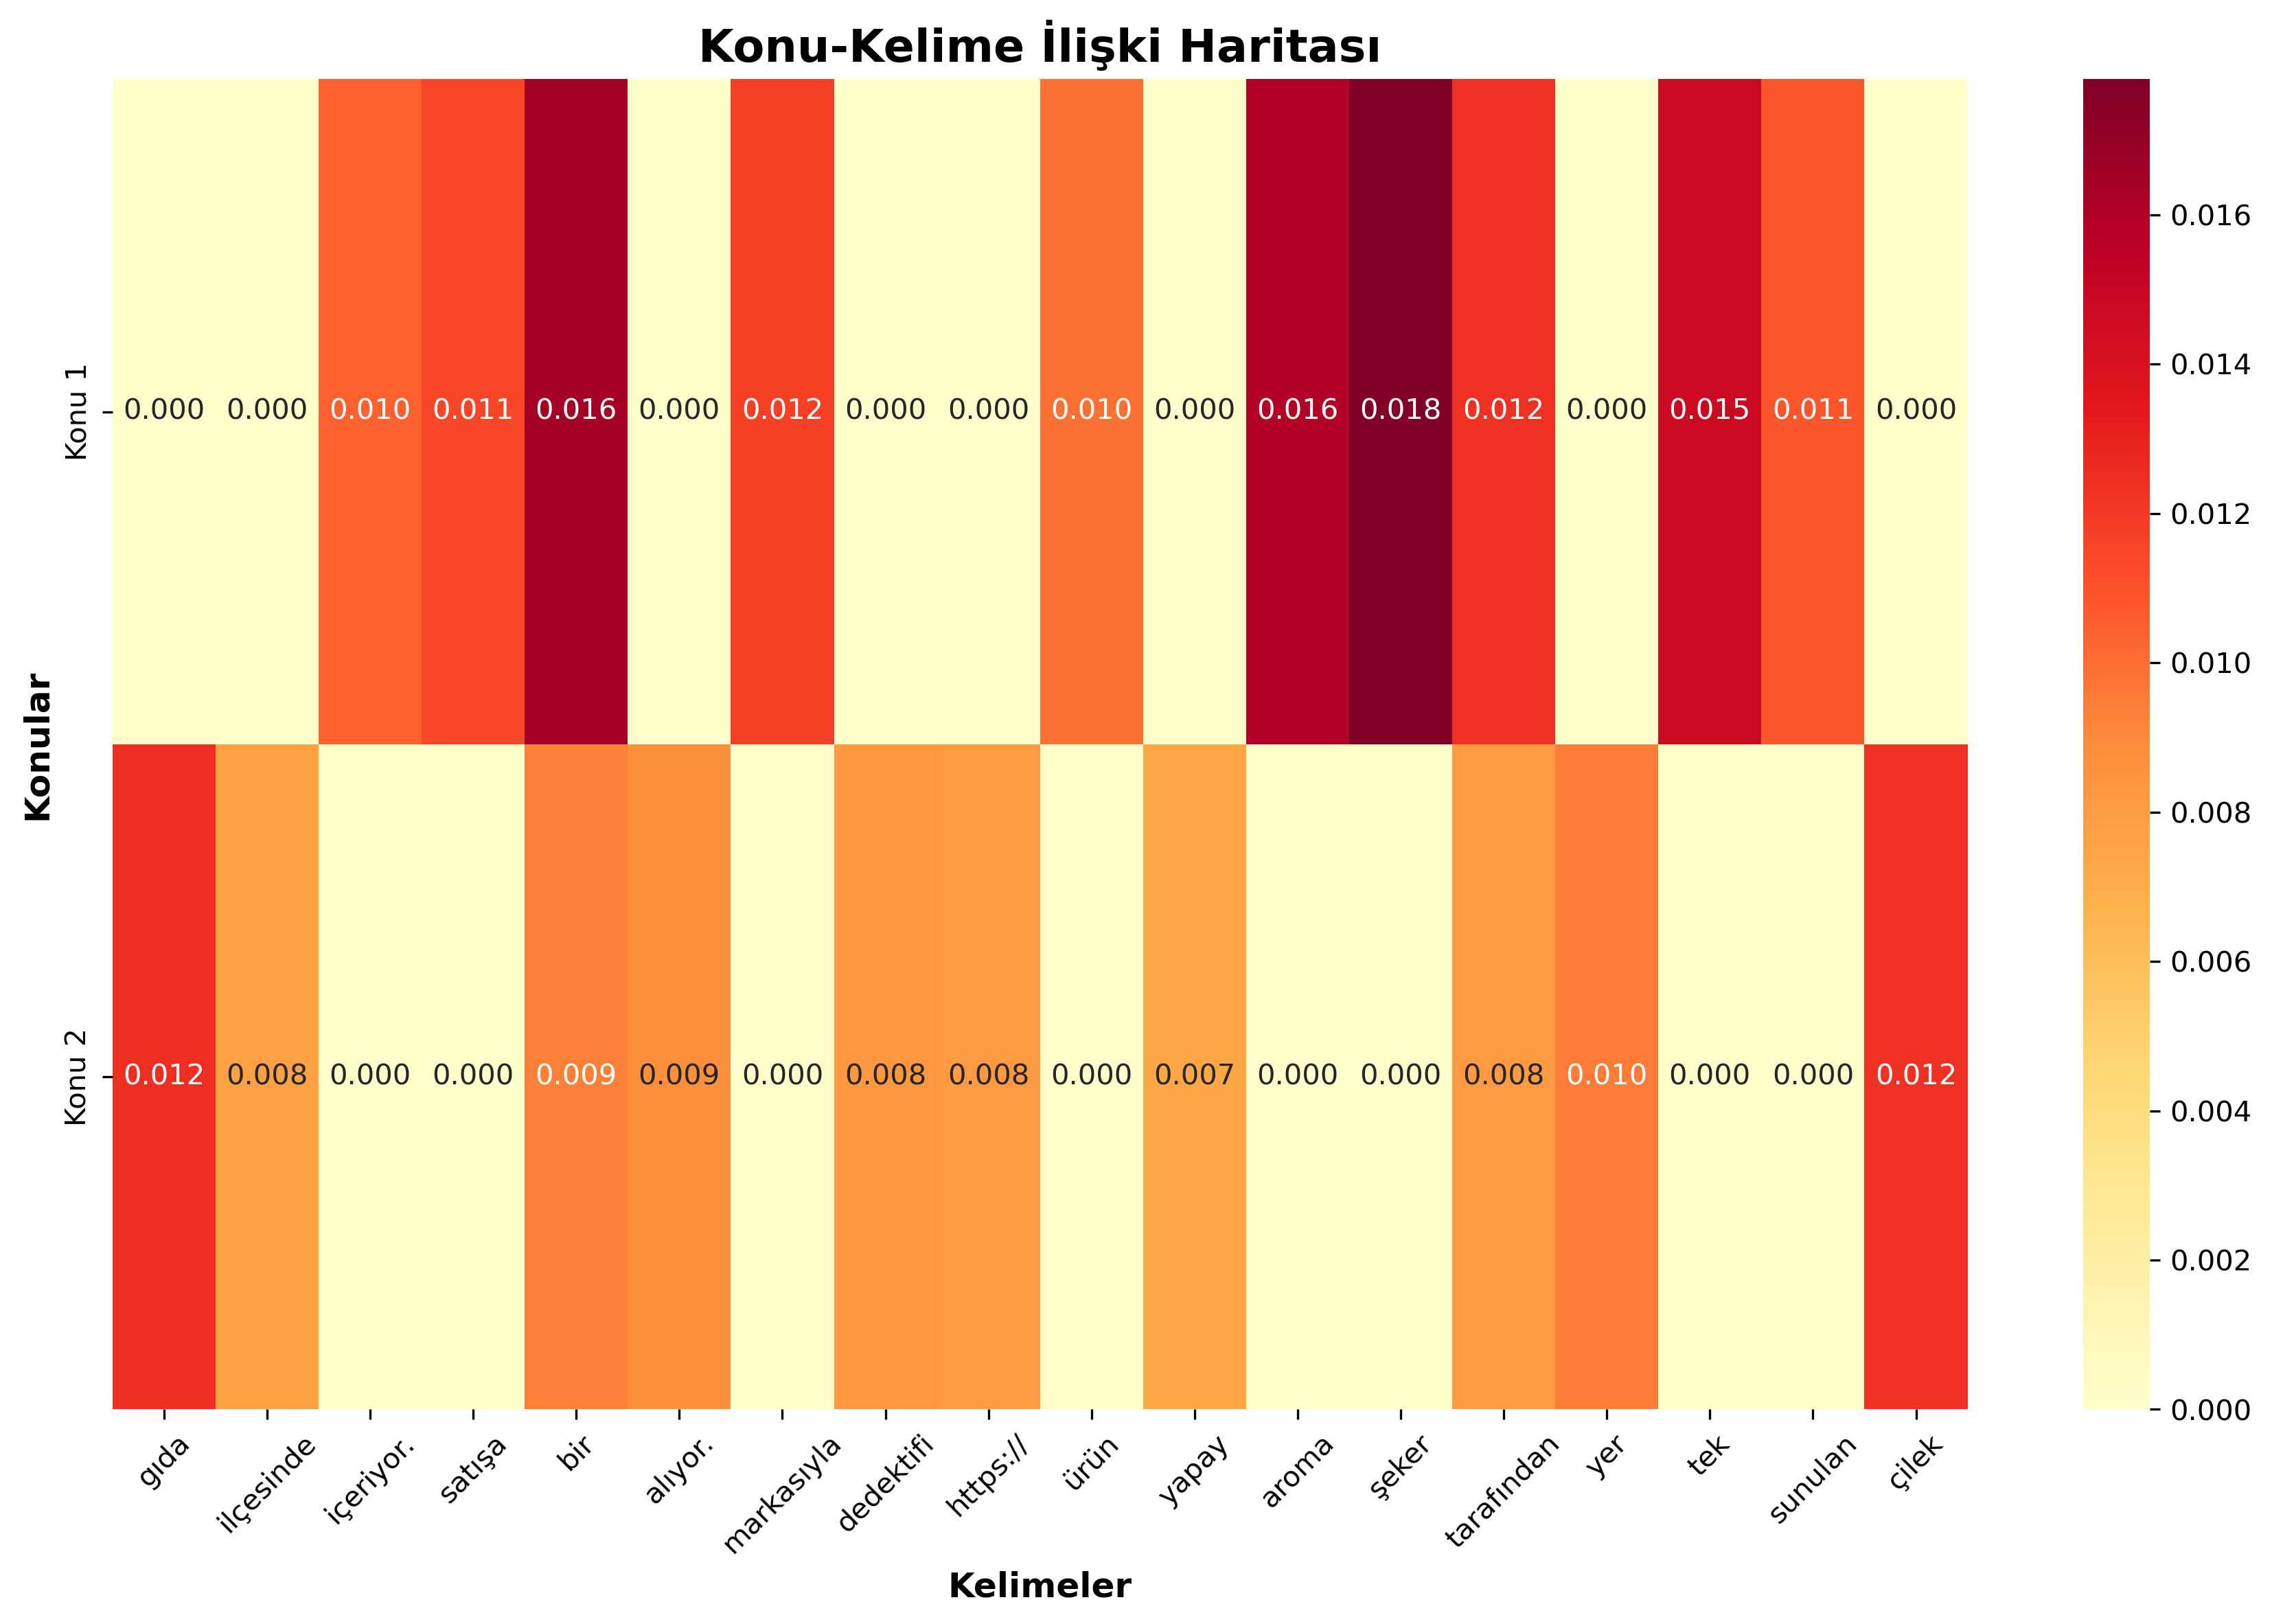 Konu-Kelime İlişki Haritası
Konular
Konu 1
0.000 0.000 0.010 0.011 0.016 0.000 0.012 0.000 0.000 0.010 0.000 0.016 0.018 0.012 0.000 0.015 0.011 0.000
Konu 2
0.012 0.008 0.000 0.000 0.009 0.009 0.000 0.008 0.008 0.000 0.007 0.000 0.000 0.008 0.010 0.000 0.000 0.012
gıda ilçesinde içeriyor. satışa bir alıyor. markasıyla dedektifi https:// ürün yapay aroma şeker tarafından yer tek sunulan çilek
Kelimeler
0.016
0.014
0.012
0.010
0.008
0.006
0.004
0.002
0.000